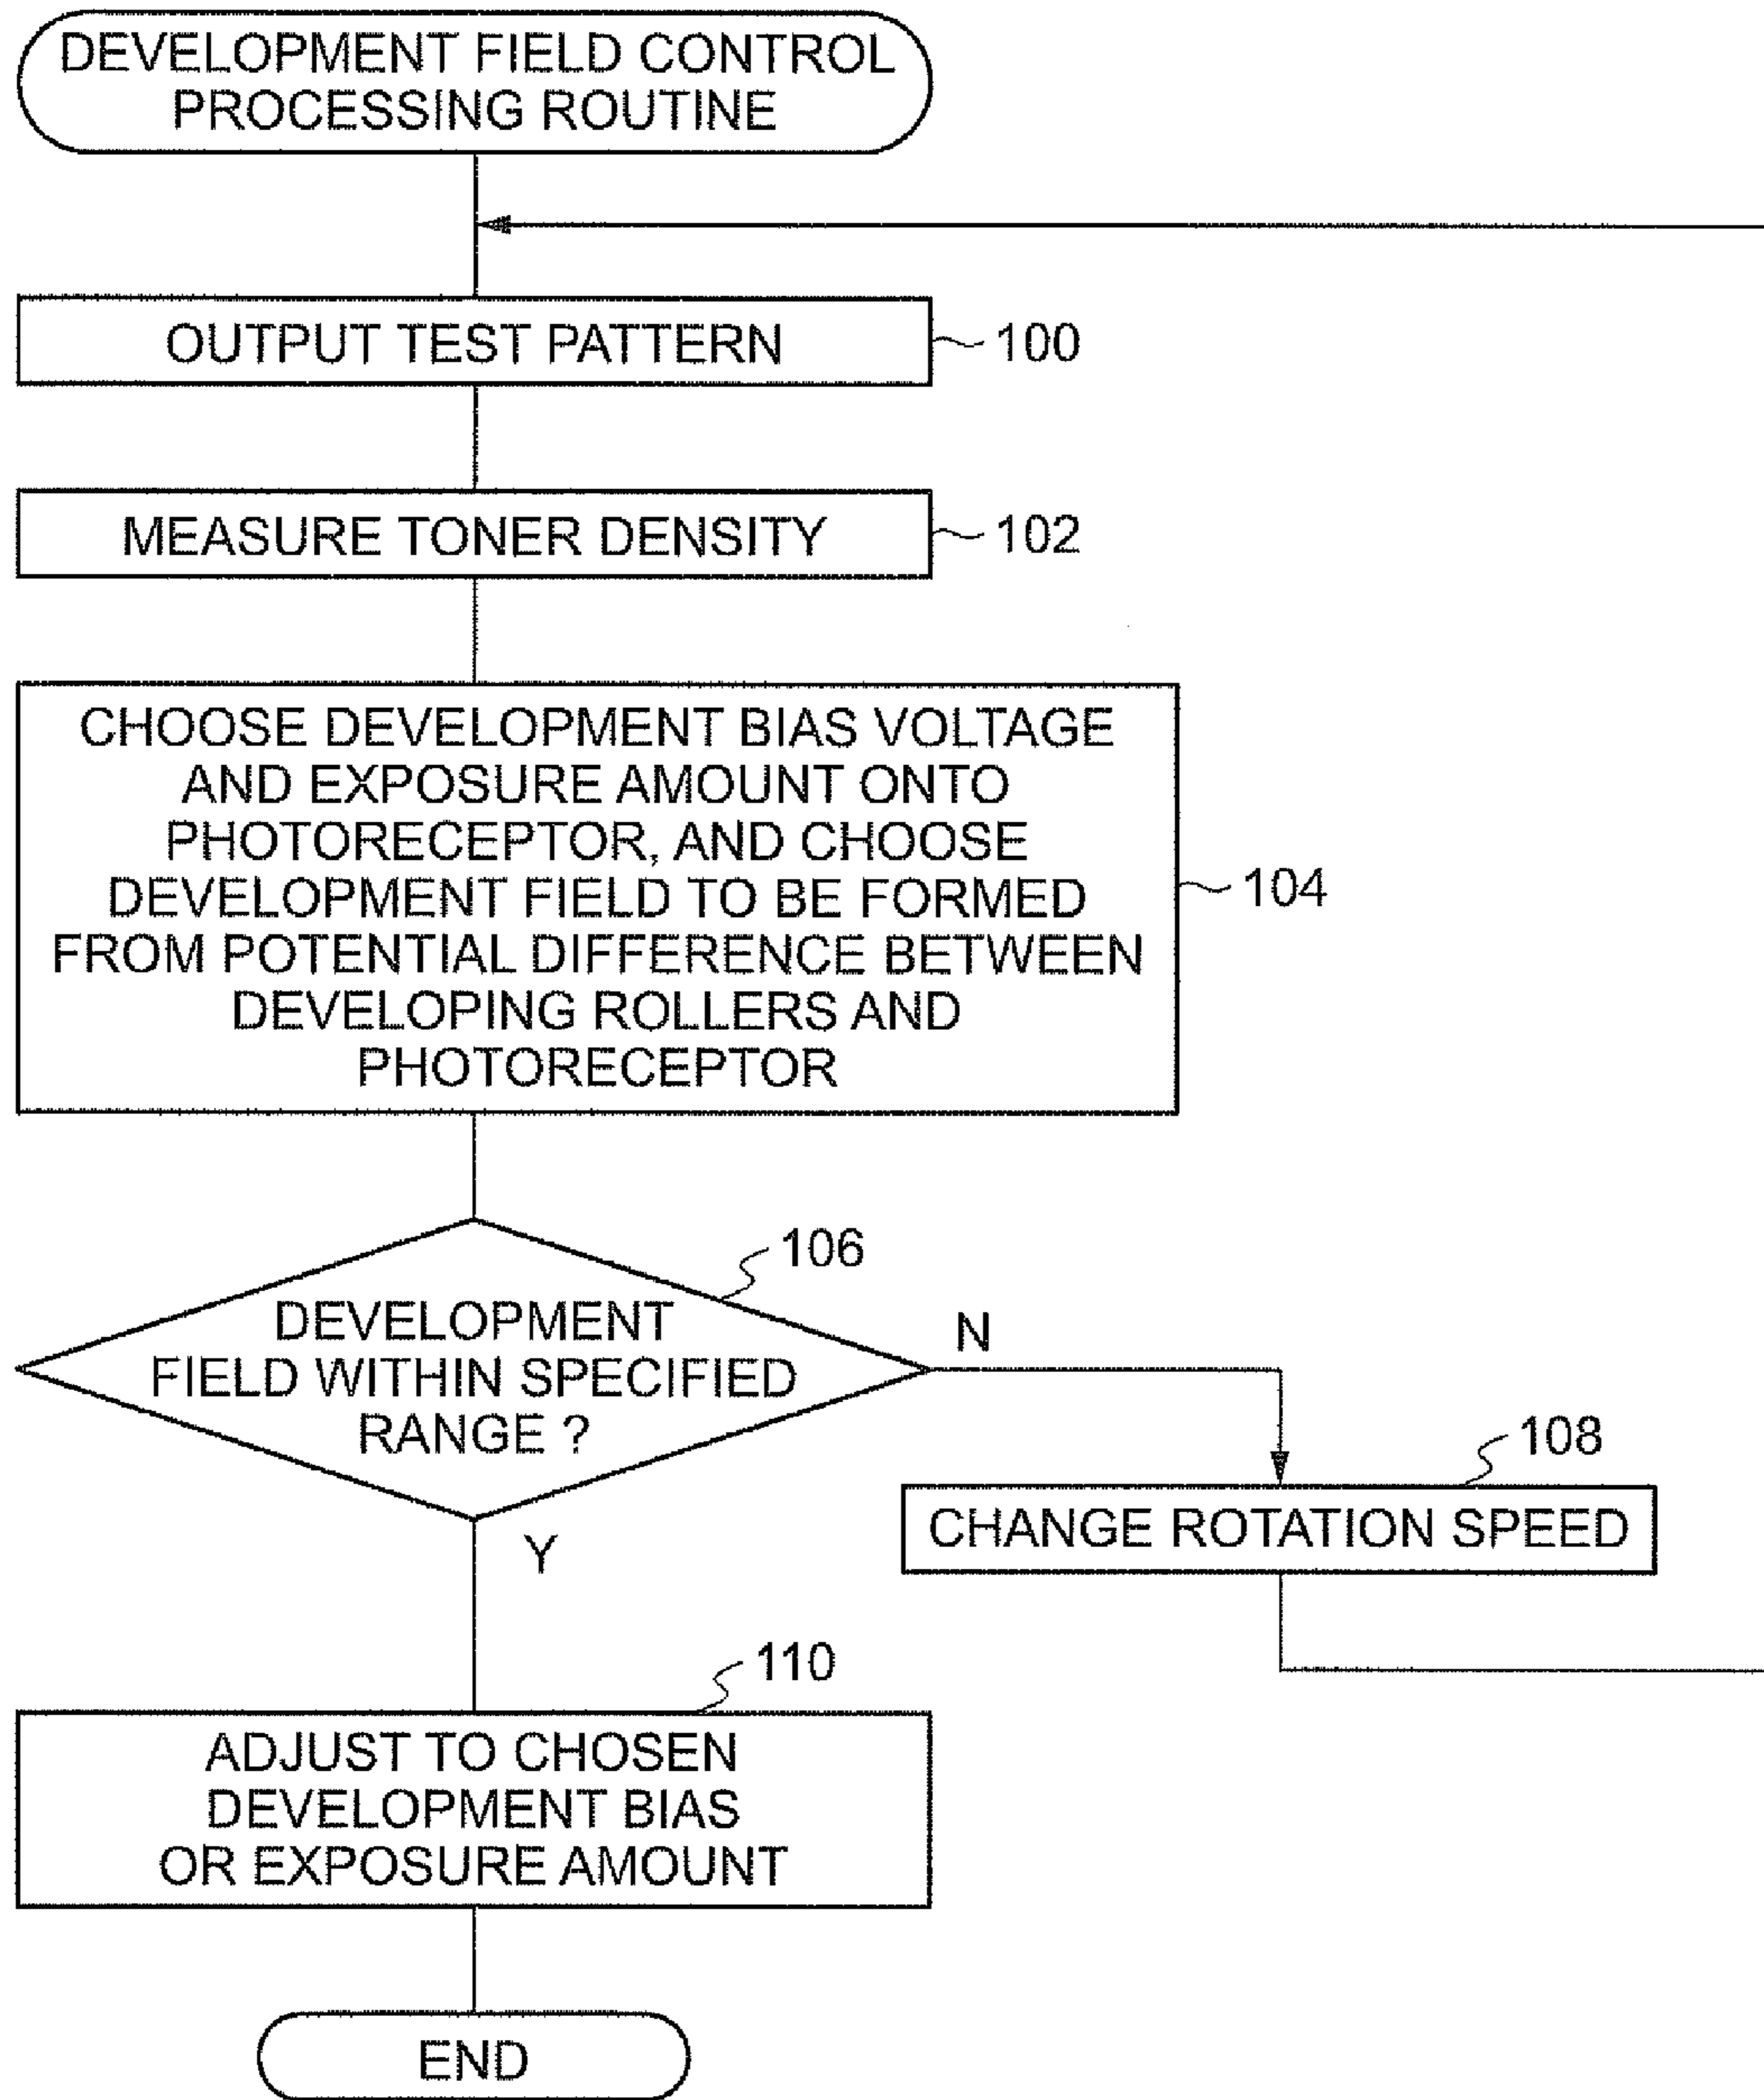 DEVELOPMENT FIELD CONTROL
PROCESSING ROUTINE
OUTPUT TEST PATTERN
100
MEASURE TONER DENSITY
102
CHOOSE DEVELOPMENT BIAS VOLTAGE
AND EXPOSURE AMOUNT ONTO
PHOTORECEPTOR, AND CHOOSE
DEVELOPMENT FIELD TO BE FORMED
FROM POTENTIAL DIFFERENCE BETWEEN
DEVELOPING ROLLERS AND
PHOTORECEPTOR
104
106
DEVELOPMENT
FIELD WITHIN SPECIFIED
RANGE ?
N
Y
108
CHANGE ROTATION SPEED
110
ADJUST TO CHOSEN
DEVELOPMENT BIAS
OR EXPOSURE AMOUNT
END